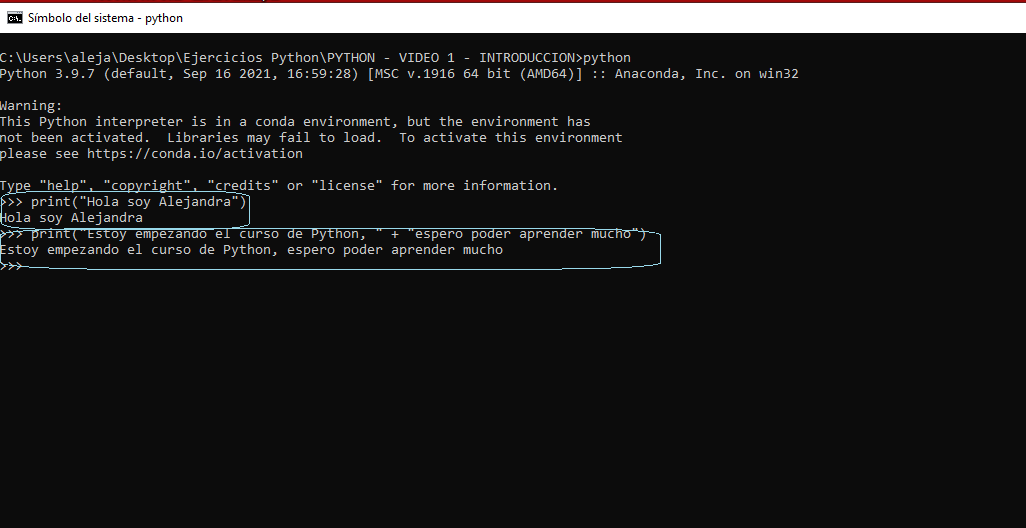 Símbolo del sistema - python
C:\Users\aleja\Desktop\Ejercicios Python\PYTHON - VIDEO 1 - INTRODUCCION>python
Python 3.9.7 (default, Sep 16 2021, 16:59:28) [MSC v.1916 64 bit (AMD64)] :: Anaconda, Inc. on win32
Warning:
This Python interpreter is in a conda environment, but the environment has
not been activated.  Libraries may fail to load.  To activate this environment
please see https://conda.io/activation
Type "help", "copyright", "credits" or "license" for more information.
>>> print("Hola soy Alejandra")
Hola soy Alejandra
>>> print("Estoy empezando el curso de Python, " + "espero poder aprender mucho")
Estoy empezando el curso de Python, espero poder aprender mucho
>>>